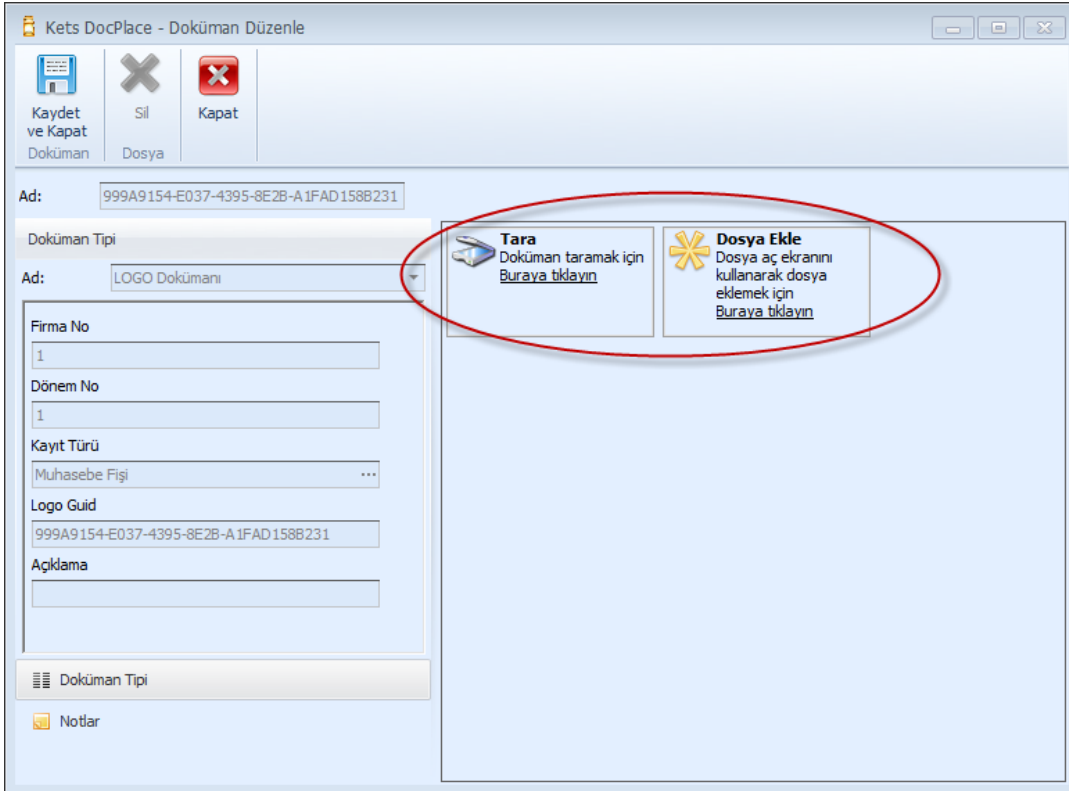 Kets DocPlace - Doküman Düzenle
Kaydet
ve Kapat
Sil
Kapat
Doküman
Dosya
Ad:
999A9154-E037-4395-8E2B-A1FAD158B231
Doküman Tipi
Ad:
LOGO Dokümanı
Firma No
1
Dönem No
1
Kayıt Türü
Muhasebe Fişi ...
Logo Guid
999A9154-E037-4395-8E2B-A1FAD158B231
Açıklama
Doküman Tipi
Notlar
Tara
Doküman taramak için
Buraya tıklayın
Dosya Ekle
Dosya aç ekranını
kullanarak dosya
eklemek için
Buraya tıklayın